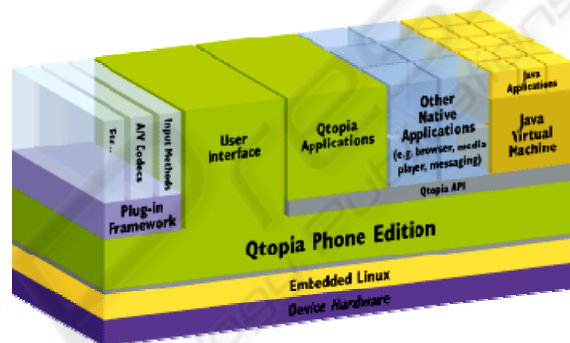 Etc...
A/V Codecs
Input Methods
Plug-in
Framework
User
Interface
Qtopia
Applications
Other
Native
Applications
(e.g. browser, media
player, messaging)
Java
Applications
Java
Virtual
Machine
Qtopia API
Qtopia Phone Edition
Embedded Linux
Device Hardware